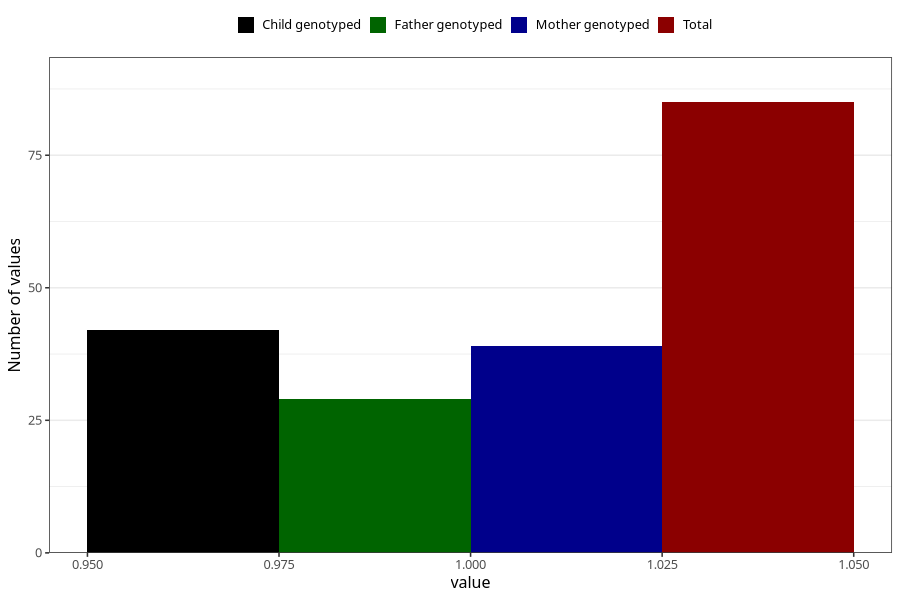 Child genotyped Father genotyped Mother genotyped Total
Number of values
75
50
25
0
0.950 0.975 1.000 1.025 1.050
value